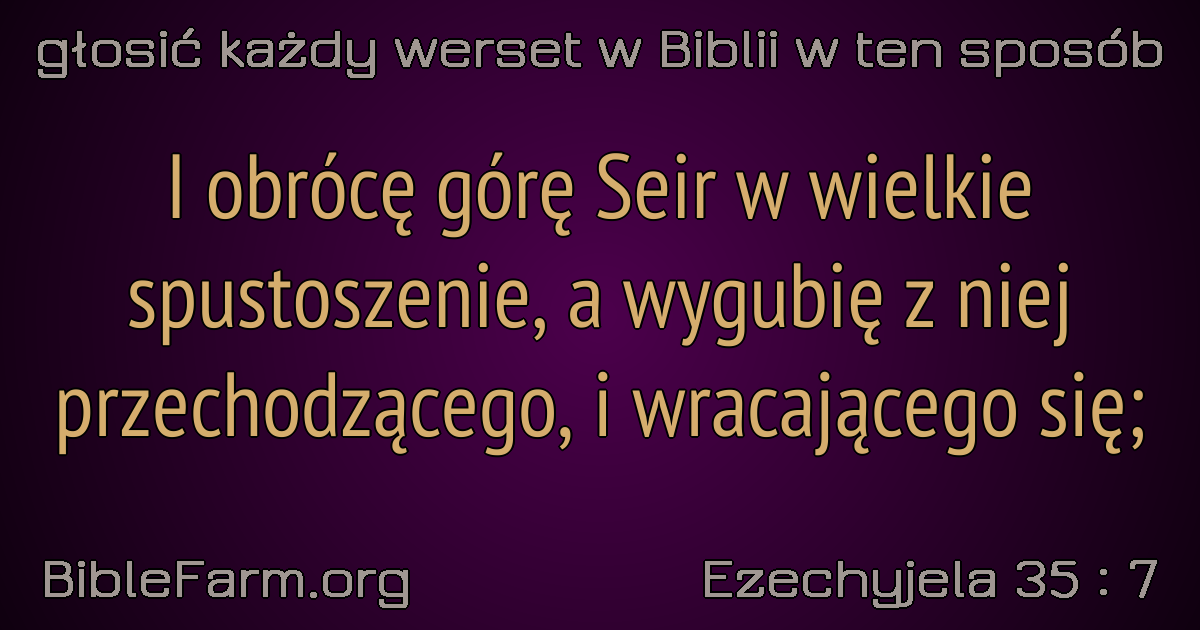 głosić każdy werset w Biblii w ten sposób
I obrócę górę Seir w wielkie
spustoszenie, a wygubię z niej
przechodzącego, i wracającego się;
BibleFarm.org
Ezechyjela 35 : 7